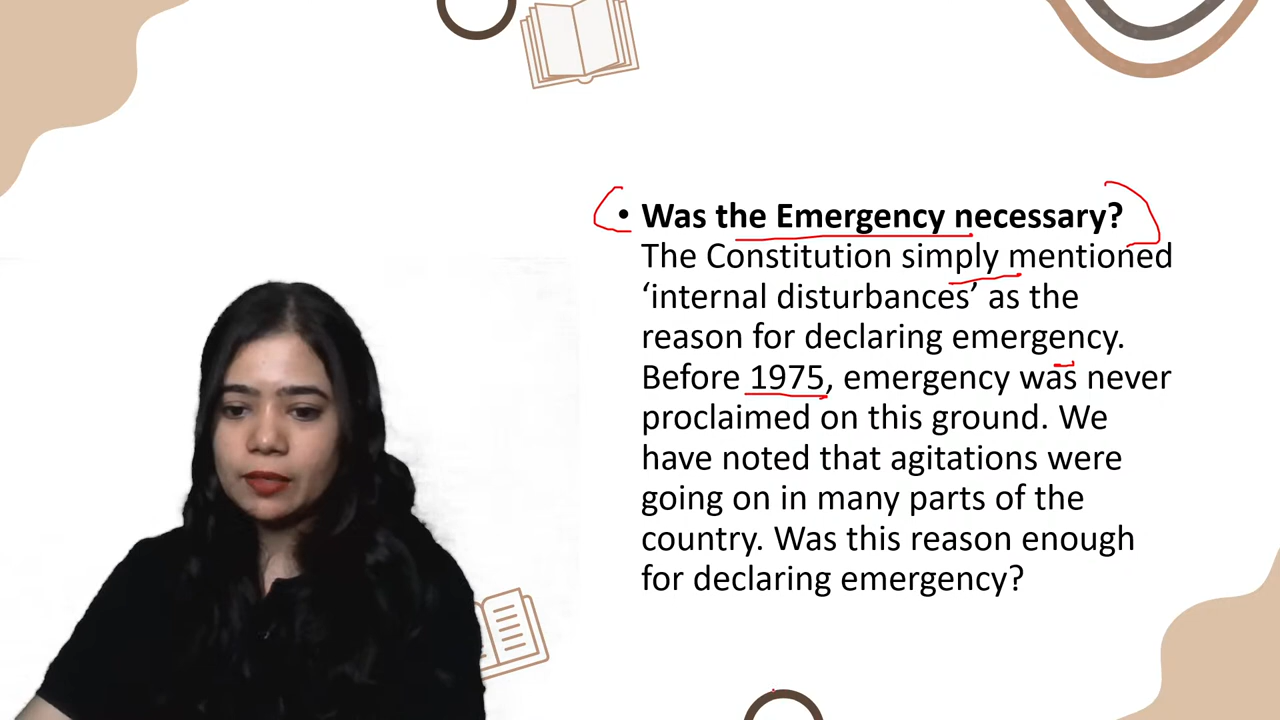 • Was the Emergency necessary?
The Constitution simply mentioned
‘internal disturbances’ as the
reason for declaring emergency.
Before 1975, emergency was never
proclaimed on this ground. We
have noted that agitations were
going on in many parts of the
country. Was this reason enough
for declaring emergency?